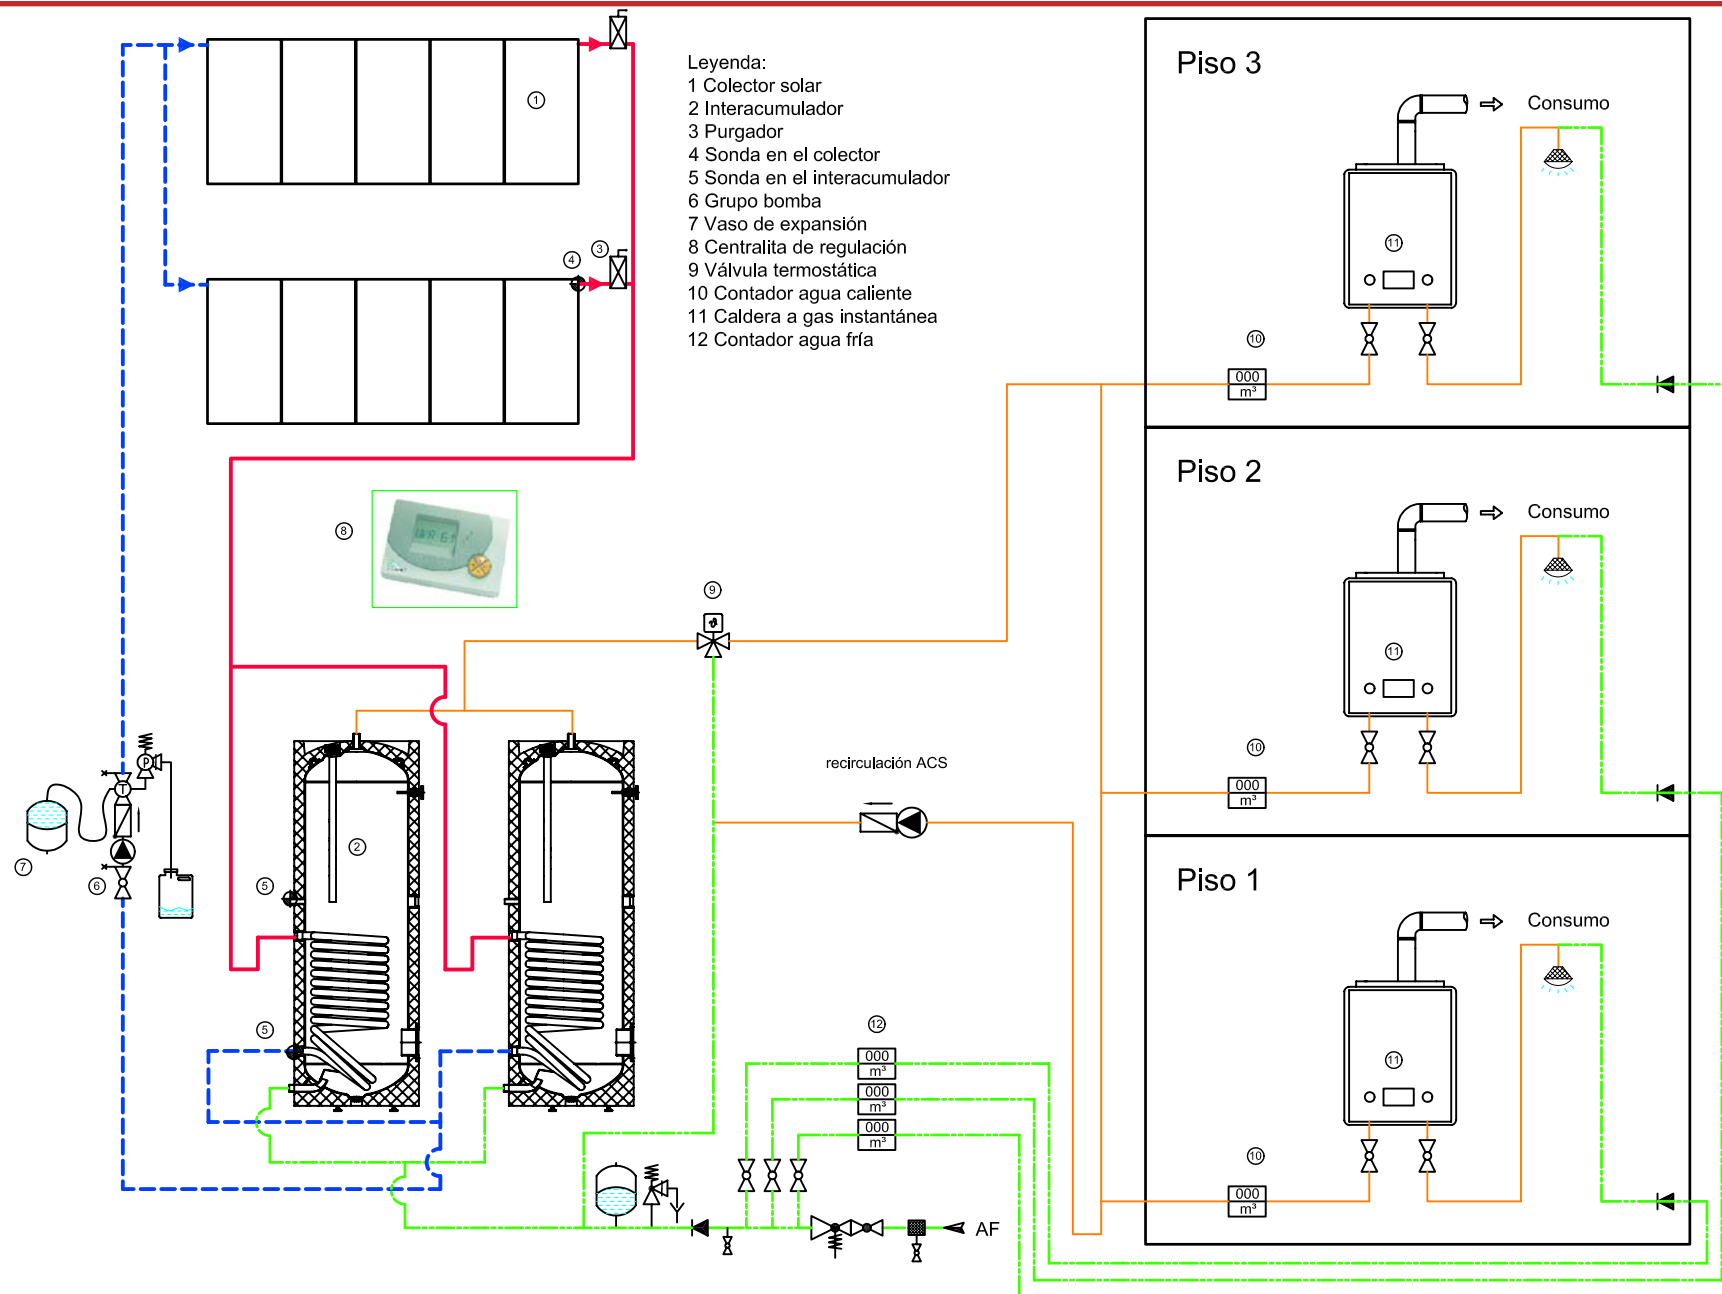 Leyenda:
1 Colector solar
2 Interacumulador
3 Purgador
4 Sonda en el colector
5 Sonda en el interacumulador
6 Grupo bomba
7 Vaso de expansión
8 Centralita de regulación
9 Válvula termostática
10 Contador agua caliente
11 Caldera a gas instantánea
12 Contador agua fría
1
3
4
8
9
2
5
5
6
7
P
T
recirculación ACS
12
000
m³
000
m³
000
m³
AF
Piso 3
Consumo
11
10
000
m³
Piso 2
Consumo
11
10
000
m³
Piso 1
Consumo
11
10
000
m³